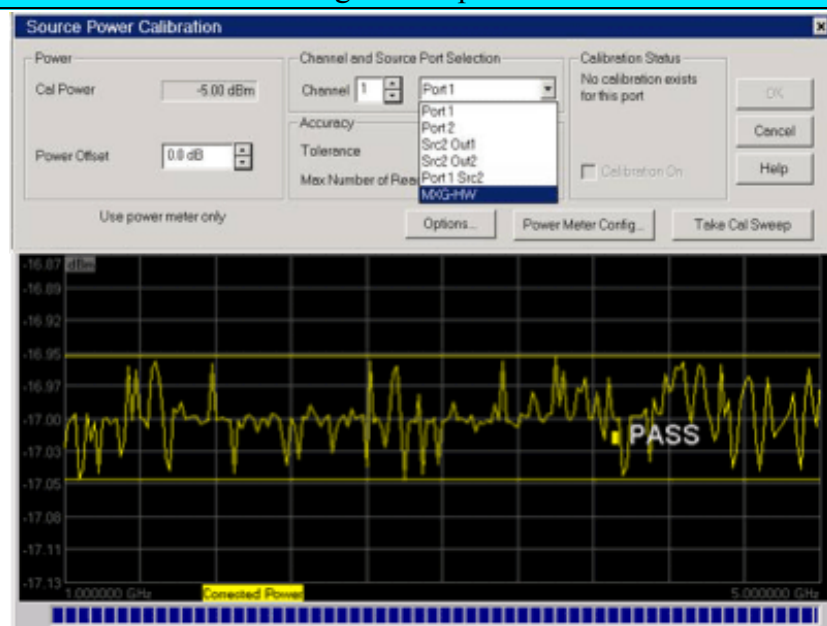 Source Power Calibration
Power
Cal Power
-5.00 dBm
Power Offset
0.0 dB
Use power meter only
Channel and Source Port Selection
Channel 1
Port 1
Port 1
Port 2
Src2 Out1
Src2 Out2
Port 1 Src2
MXG-HW
Accuracy
Tolerance
Max Number of Rea
Calibration Status
No calibration exists
for this port
Calibration On
OK
Cancel
Help
Options...
Power Meter Config...
Take Cal Sweep
-16.87 dBm
-16.89
-16.92
-16.95
-16.97
-17.00
-17.03
-17.05
-17.08
-17.11
-17.13
PASS
1.000000 GHz
Corrected Power
5.000000 GHz